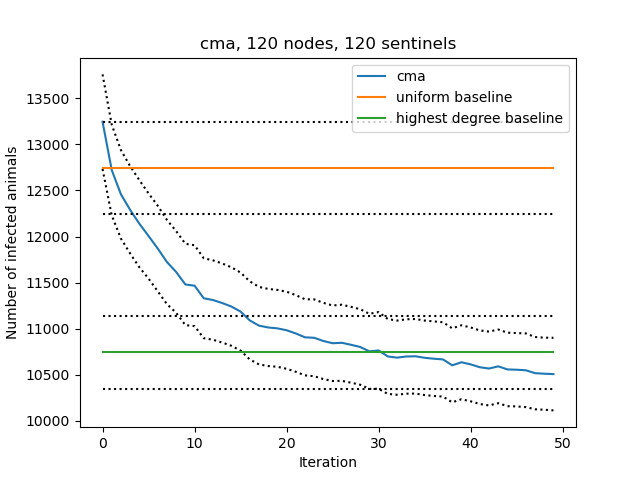 cma, 120 nodes, 120 sentinels
cma
uniform baseline
highest degree baseline
Number of infected animals
13500
13000
12500
12000
11500
11000
10500
10000
0
10
20
30
40
50
Iteration